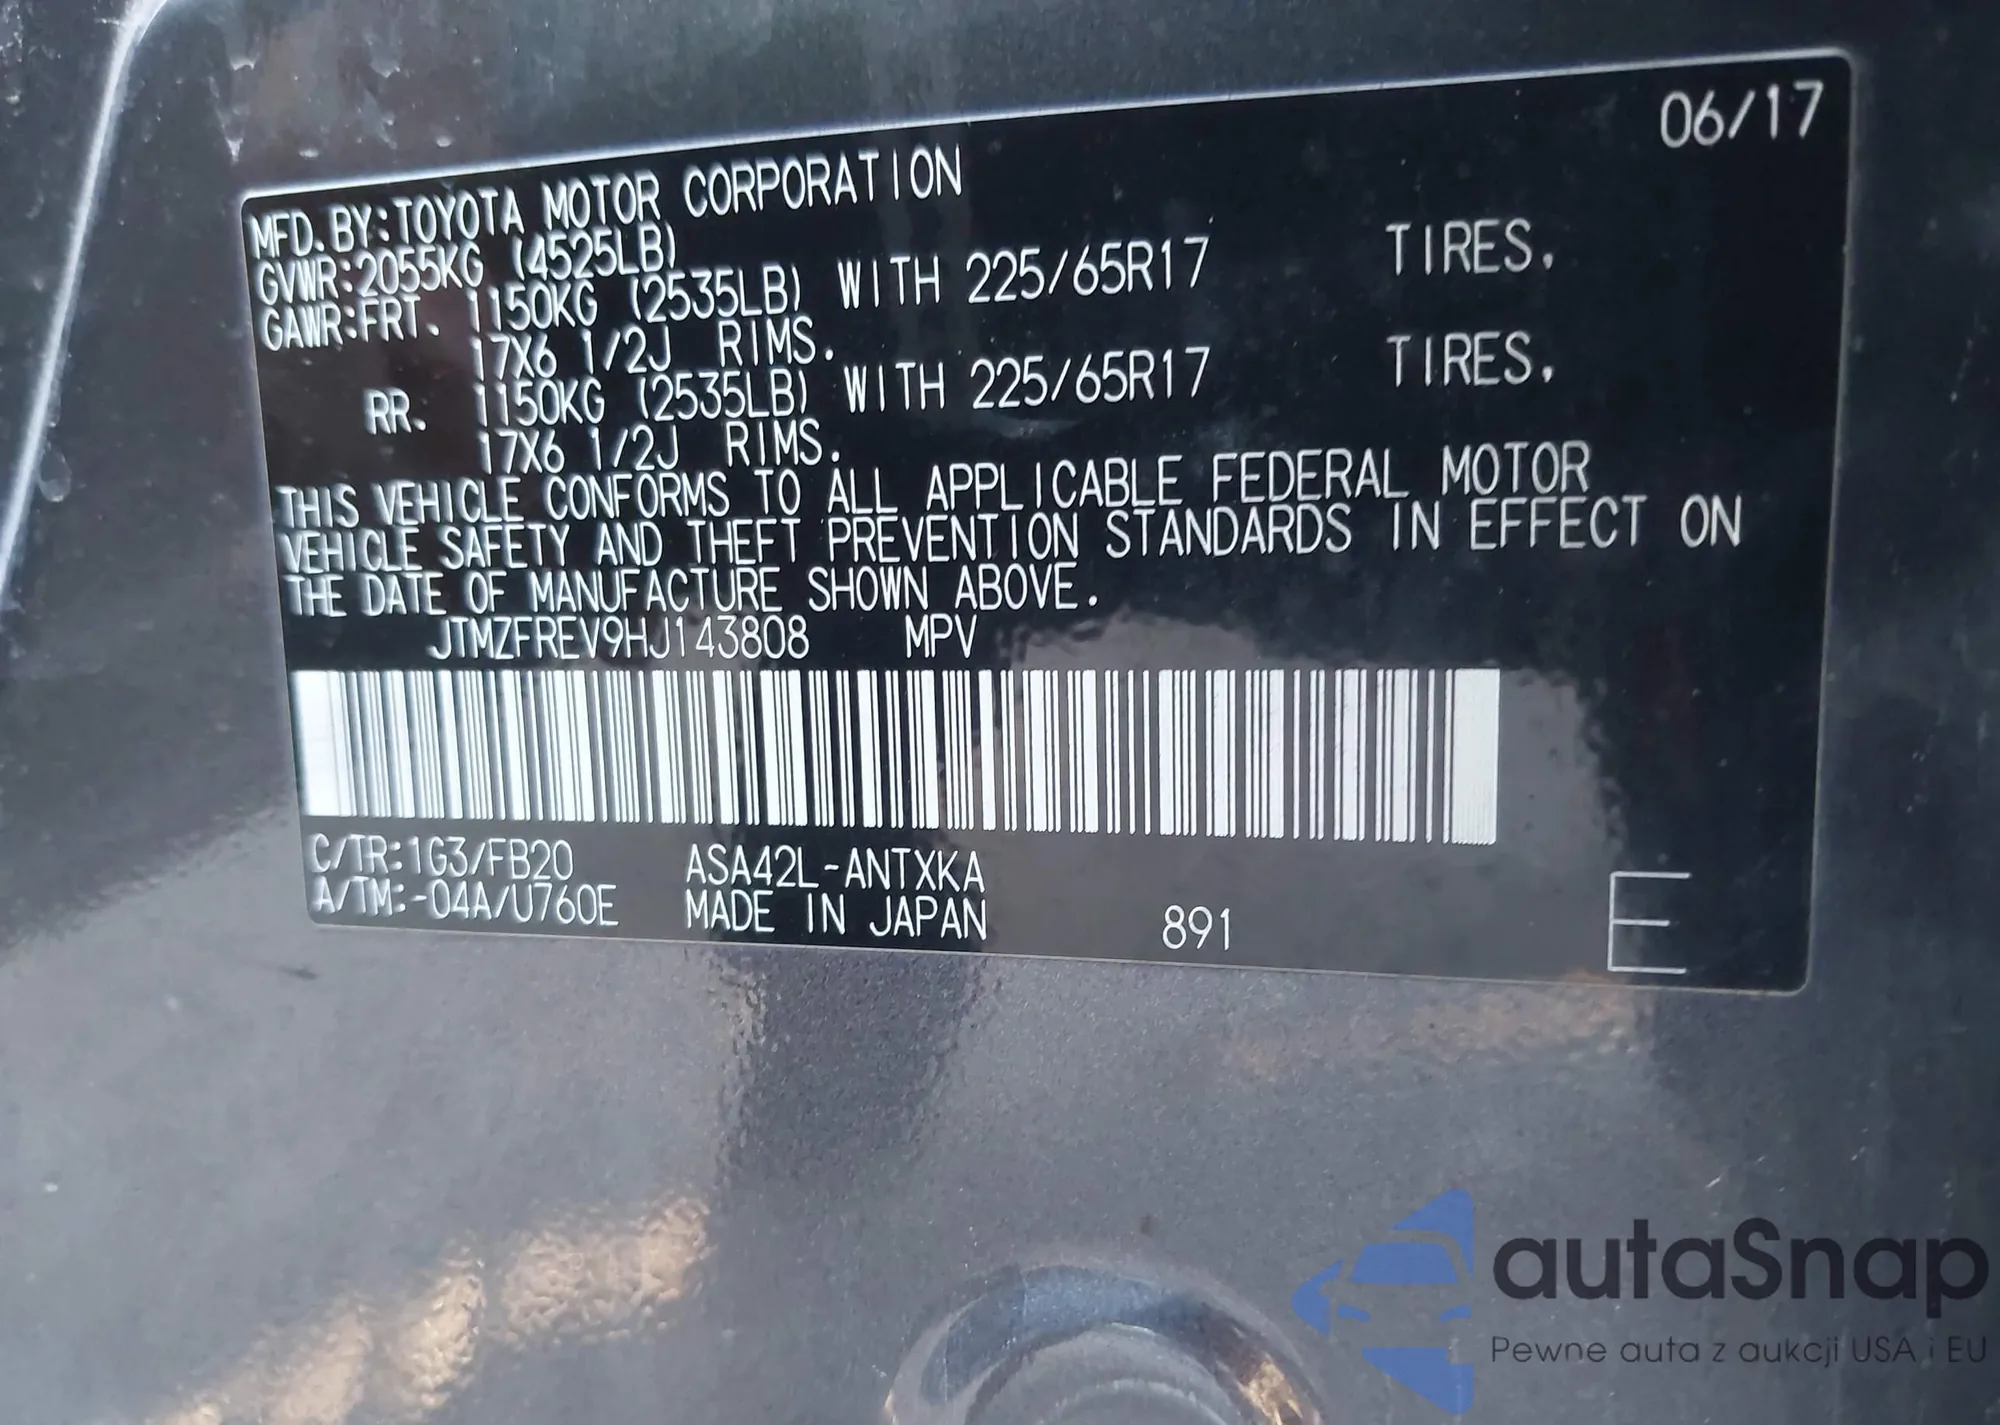 06/17
MFD.BY:TOYOTA MOTOR CORPORATION
GVWR:2055KG (4525LB)
GAWR:FRT. 1150KG (2535LB) WITH 225/65R17 TIRES,
17X6 1/2J RIMS.
RR. 1150KG (2535LB) WITH 225/65R17 TIRES,
17X6 1/2J RIMS.
THIS VEHICLE CONFORMS TO ALL APPLICABLE FEDERAL MOTOR
VEHICLE SAFETY AND THEFT PREVENTION STANDARDS IN EFFECT ON
THE DATE OF MANUFACTURE SHOWN ABOVE.
JTMZFREV9HJ143808 MPV
C/TR:1G3/FB20 ASA42L-ANTXKA
A/TM:-04A/U760E MADE IN JAPAN 891 E
autaSnap
Pewne auta z aukcji USA i EU